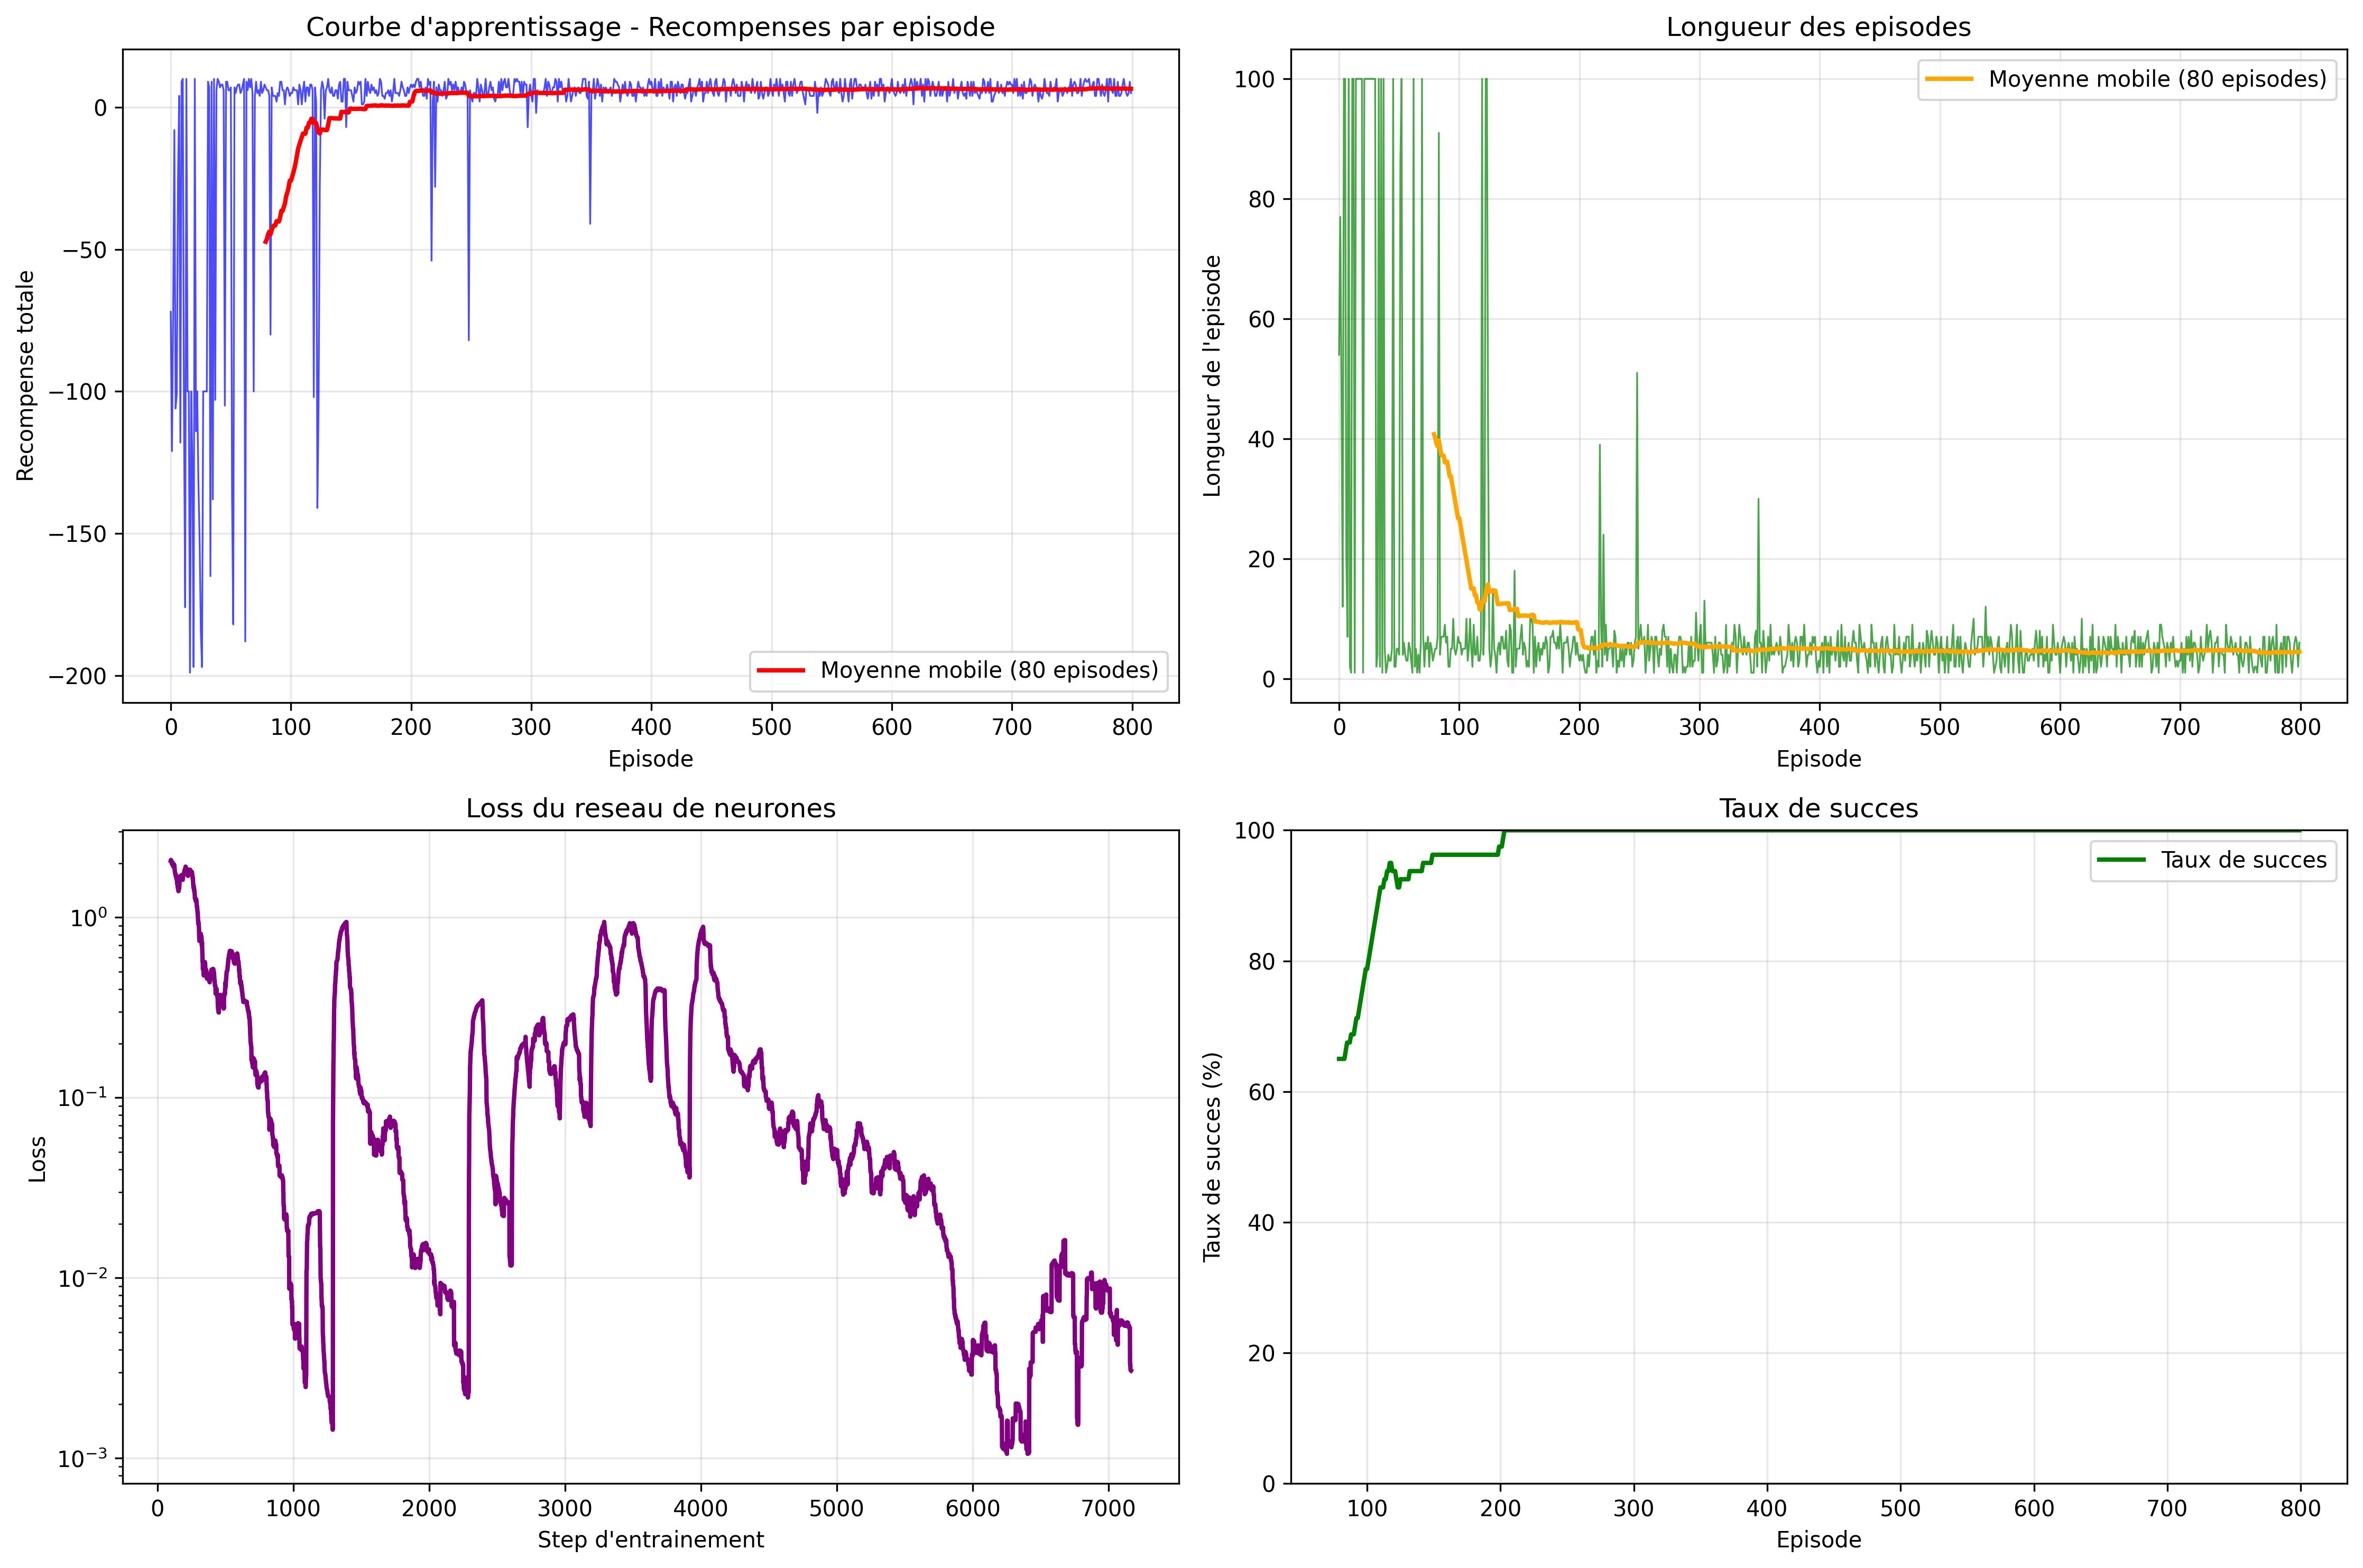 Courbe d'apprentissage - Recompenses par episode
Recompense totale
0
−50
−100
−150
−200
Moyenne mobile (80 episodes)
0 100 200 300 400 500 600 700 800
Episode
Longueur des episodes
Longueur de l'episode
100
80
60
40
20
0
Moyenne mobile (80 episodes)
0 100 200 300 400 500 600 700 800
Episode
Loss du reseau de neurones
Loss
10⁰
10⁻¹
10⁻²
10⁻³
0 1000 2000 3000 4000 5000 6000 7000
Step d'entrainement
Taux de succes
Taux de succes (%)
100
80
60
40
20
0
Taux de succes
100 200 300 400 500 600 700 800
Episode